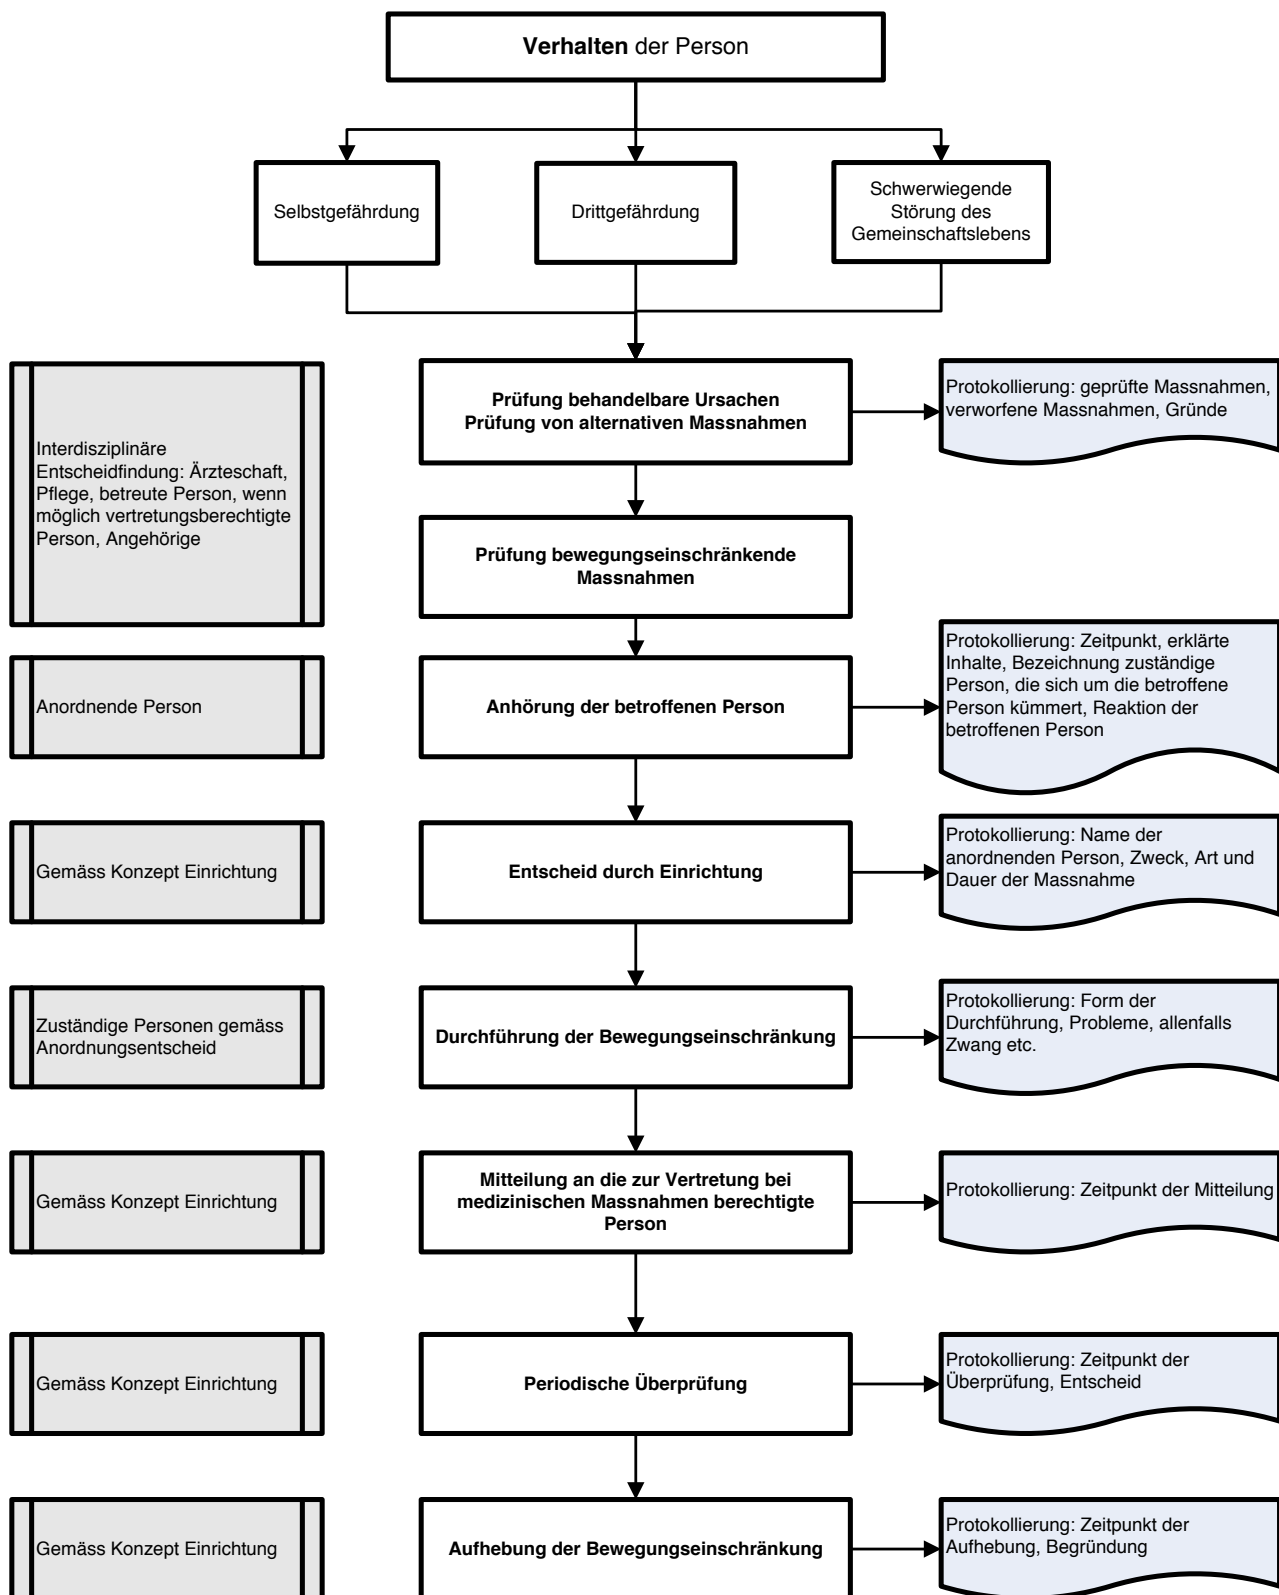 Verhalten der Person
Selbstgefährdung
Drittgefährdung
Schwerwiegende
Störung des
Gemeinschaftslebens
Interdisziplinäre
Entscheidfindung: Ärzteschaft,
Pflege, betreute Person, wenn
möglich vertretungsberechtigte
Person, Angehörige
Prüfung behandelbare Ursachen
Prüfung von alternativen Massnahmen
Protokollierung: geprüfte Massnahmen,
verworfene Massnahmen, Gründe
Prüfung bewegungseinschränkende
Massnahmen
Anordnende Person
Anhörung der betroffenen Person
Protokollierung: Zeitpunkt, erklärte
Inhalte, Bezeichnung zuständige
Person, die sich um die betroffene
Person kümmert, Reaktion der
betroffenen Person
Gemäss Konzept Einrichtung
Entscheid durch Einrichtung
Protokollierung: Name der
anordnenden Person, Zweck, Art und
Dauer der Massnahme
Zuständige Personen gemäss
Anordnungsentscheid
Durchführung der Bewegungseinschränkung
Protokollierung: Form der
Durchführung, Probleme, allenfalls
Zwang etc.
Gemäss Konzept Einrichtung
Mitteilung an die zur Vertretung bei
medizinischen Massnahmen berechtigte
Person
Protokollierung: Zeitpunkt der Mitteilung
Gemäss Konzept Einrichtung
Periodische Überprüfung
Protokollierung: Zeitpunkt der
Überprüfung, Entscheid
Gemäss Konzept Einrichtung
Aufhebung der Bewegungseinschränkung
Protokollierung: Zeitpunkt der
Aufhebung, Begründung